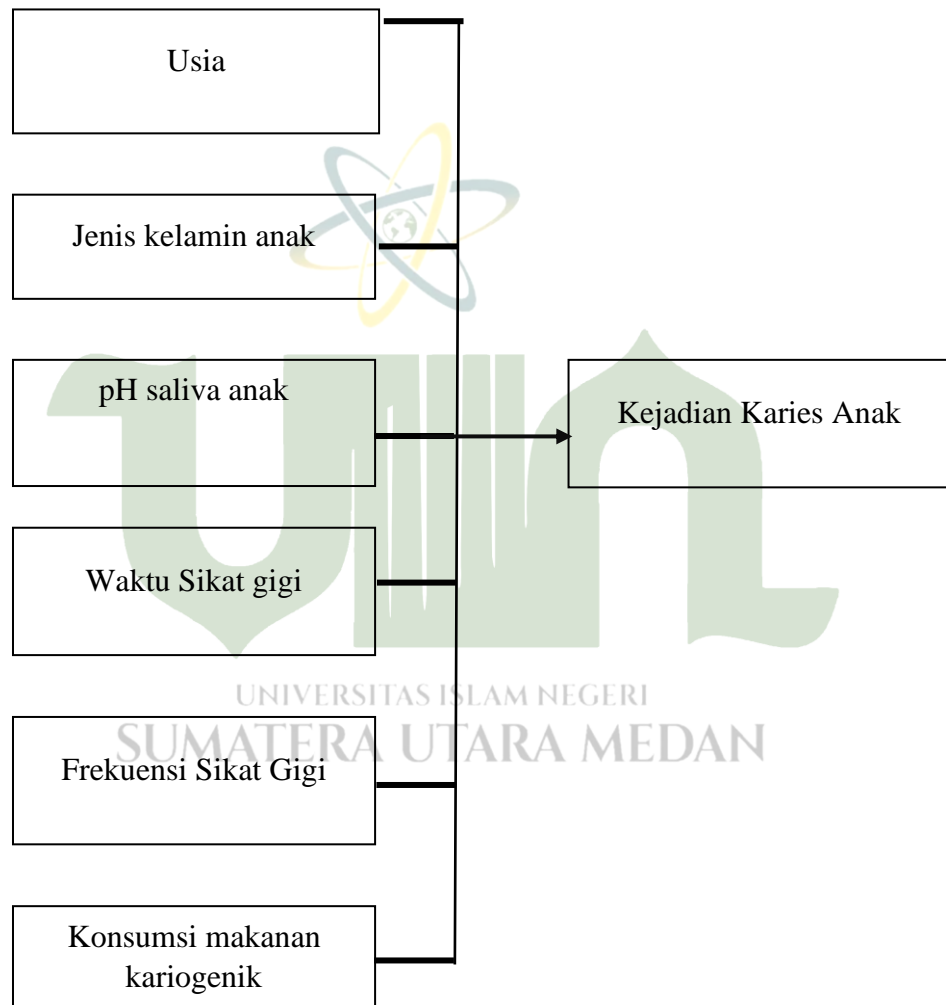 Usia
Jenis kelamin anak
pH saliva anak
Kejadian Karies Anak
Waktu Sikat gigi
UNIVERSITAS ISLAM NEGERI
SUMATERA UTARA MEDAN
Frekuensi Sikat Gigi
Konsumsi makanan
kariogenik